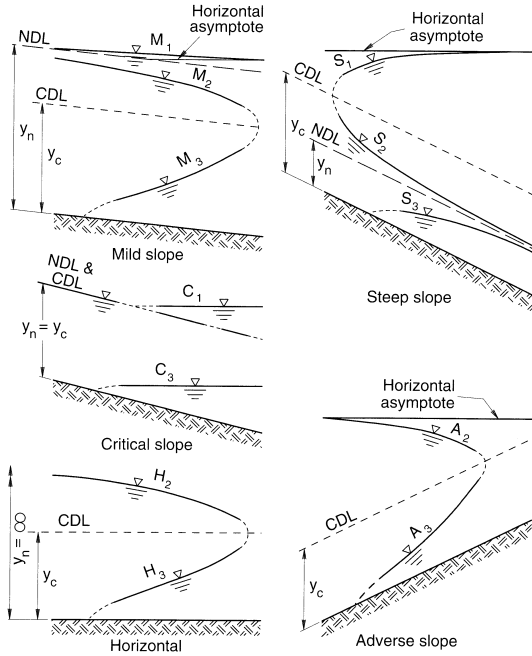 Horizontal
asymptote
NDL
M1
M2
CDL
yn
yc
M3
Mild slope
Horizontal
asymptote
S1
CDL
yc
NDL
S2
yn
S3
Steep slope
NDL &
CDL
C1
yn = yc
C3
Critical slope
H2
yn = ∞
CDL
yc
H3
Horizontal
Horizontal
asymptote
A2
CDL
A3
yc
Adverse slope